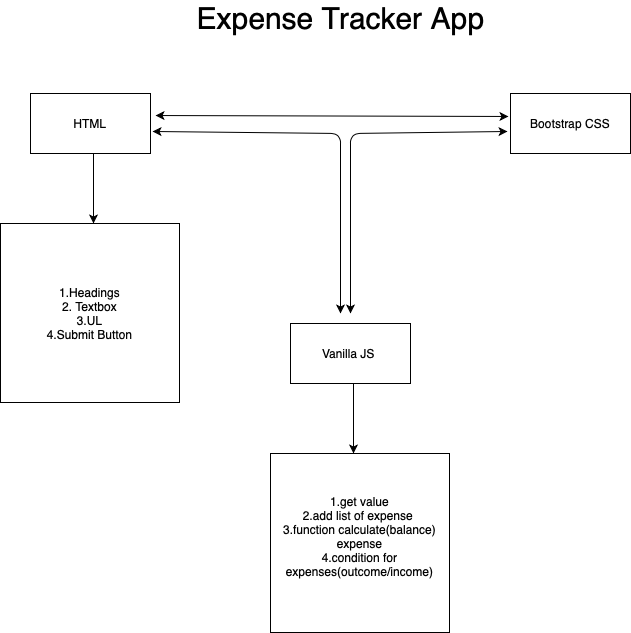 Expense Tracker App
HTML
Bootstrap CSS
1.Headings
2. Textbox
3.UL
4.Submit Button
Vanilla JS
1.get value
2.add list of expense
3.function calculate(balance)
expense
4.condition for
expenses(outcome/income)